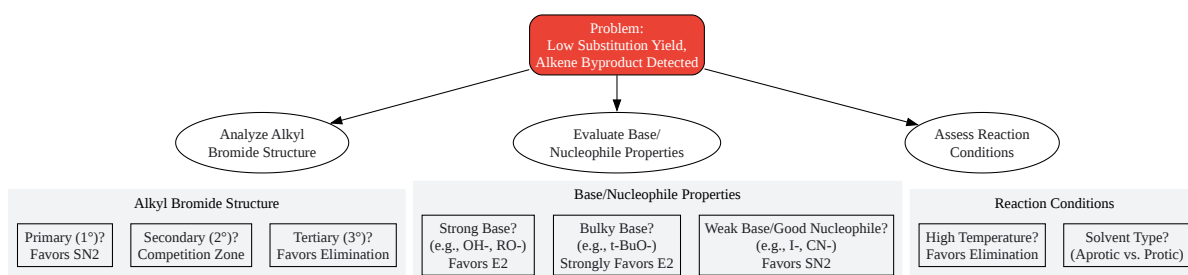 Problem:
Low Substitution Yield,
Alkene Byproduct Detected
Analyze Alkyl
Bromide Structure
Evaluate Base/
Nucleophile Properties
Assess Reaction
Conditions
Alkyl Bromide Structure
Primary (1°)?
Favors SN2
Secondary (2°)?
Competition Zone
Tertiary (3°)?
Favors Elimination
Base/Nucleophile Properties
Strong Base?
(e.g., OH-, RO-)
Favors E2
Bulky Base?
(e.g., t-BuO-)
Strongly Favors E2
Weak Base/Good Nucleophile?
(e.g., I-, CN-)
Favors SN2
Reaction Conditions
High Temperature?
Favors Elimination
Solvent Type?
(Aprotic vs. Protic)